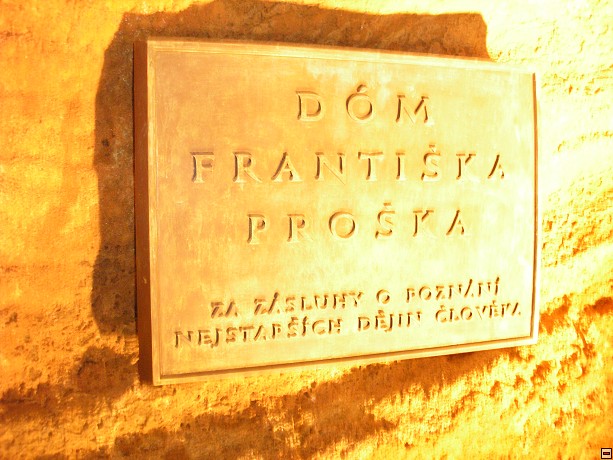 DÓM
FRANTIŠKA
PROŠKA
ZA ZÁSLUHY O POZNÁNÍ
NEJSTARŠÍCH DĚJIN ČLOVĚKA